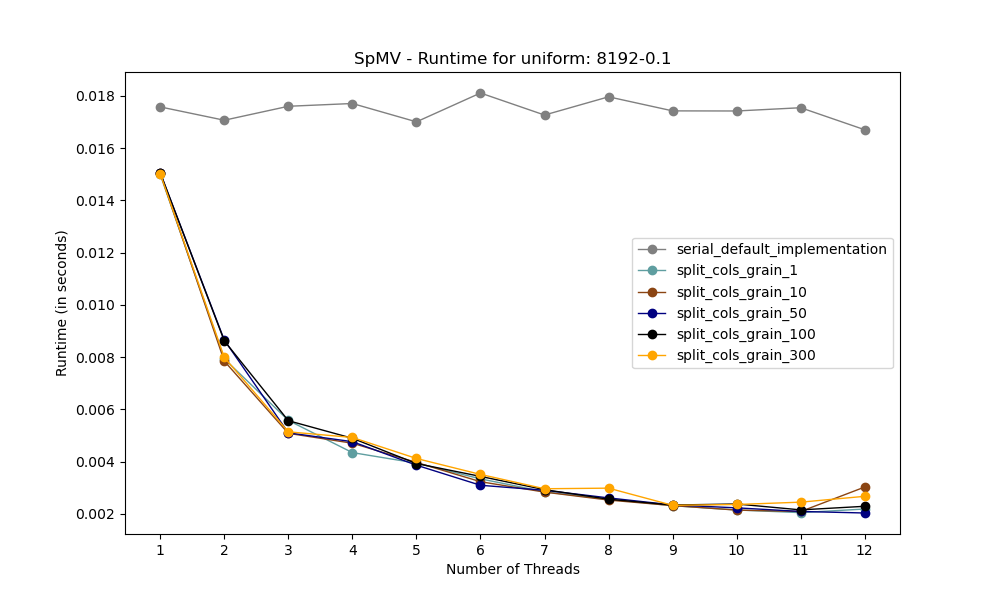 SpMV - Runtime for uniform: 8192-0.1
0.018
0.016
0.014
0.012
0.010
0.008
0.006
0.004
0.002
Runtime (in seconds)
serial_default_implementation
split_cols_grain_1
split_cols_grain_10
split_cols_grain_50
split_cols_grain_100
split_cols_grain_300
1 2 3 4 5 6 7 8 9 10 11 12
Number of Threads